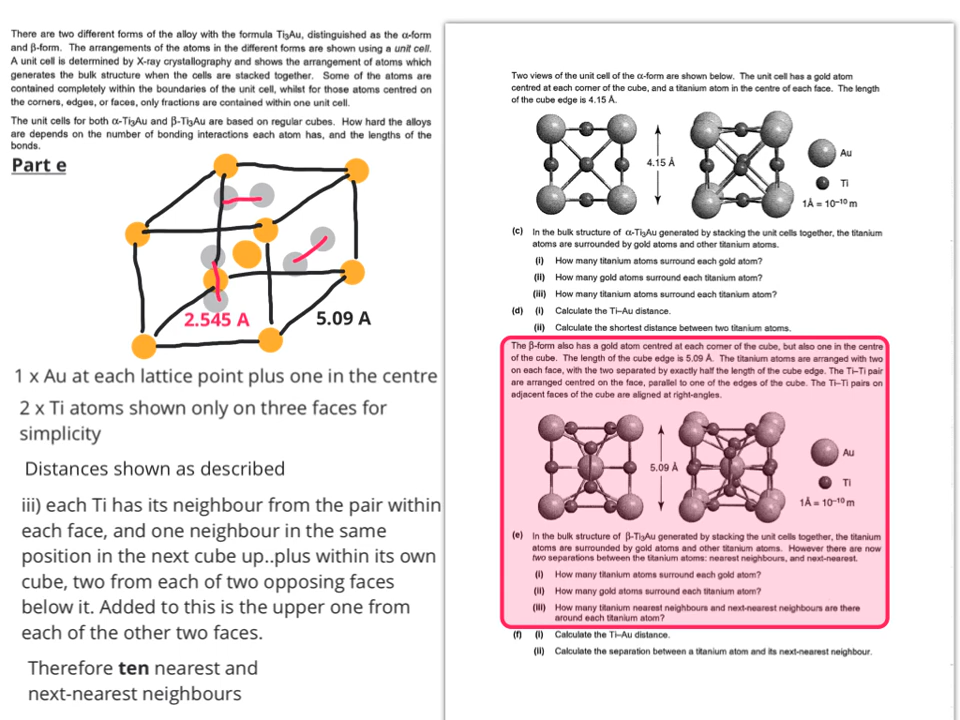 There are two different forms of the alloy with the formula Ti₃Au, distinguished as the α-form
and β-form. The arrangements of the atoms in the different forms are shown using a unit cell.
A unit cell is determined by X-ray crystallography and shows the arrangement of atoms which
generates the bulk structure when the cells are stacked together. Some of the atoms are
contained completely within the boundaries of the unit cell, whilst for those atoms centred on
the corners, edges, or faces, only fractions are contained within one unit cell.
The unit cells for both α-Ti₃Au and β-Ti₃Au are based on regular cubes. How hard the alloys
are depends on the number of bonding interactions each atom has, and the lengths of the
bonds.
Part e
2.545 A
5.09 A
1 x Au at each lattice point plus one in the centre
2 x Ti atoms shown only on three faces for
simplicity
Distances shown as described
iii) each Ti has its neighbour from the pair within
each face, and one neighbour in the same
position in the next cube up..plus within its own
cube, two from each of two opposing faces
below it. Added to this is the upper one from
each of the other two faces.
Therefore ten nearest and
next-nearest neighbours
Two views of the unit cell of the α-form are shown below. The unit cell has a gold atom
centred at each corner of the cube, and a titanium atom in the centre of each face. The length
of the cube edge is 4.15 Å.
4.15 Å
Au
Ti
1Å = 10⁻¹⁰ m
(c) In the bulk structure of α-Ti₃Au generated by stacking the unit cells together, the titanium
atoms are surrounded by gold atoms and other titanium atoms.
(i) How many titanium atoms surround each gold atom?
(ii) How many gold atoms surround each titanium atom?
(iii) How many titanium atoms surround each titanium atom?
(d) (i) Calculate the Ti–Au distance.
(ii) Calculate the shortest distance between two titanium atoms.
The β-form also has a gold atom centred at each corner of the cube, but also one in the centre
of the cube. The length of the cube edge is 5.09 Å. The titanium atoms are arranged with two
on each face, with the two separated by exactly half the length of the cube edge. The Ti–Ti pair
are arranged centred on the face, parallel to one of the edges of the cube. The Ti–Ti pairs on
adjacent faces of the cube are aligned at right-angles.
5.09 Å
Au
Ti
1Å = 10⁻¹⁰ m
(e) In the bulk structure of β-Ti₃Au generated by stacking the unit cells together, the titanium
atoms are surrounded by gold atoms and other titanium atoms. However there are now
two separations between the titanium atoms: nearest neighbours, and next-nearest.
(i) How many titanium atoms surround each gold atom?
(ii) How many gold atoms surround each titanium atom?
(iii) How many titanium nearest neighbours and next-nearest neighbours are there
around each titanium atom?
(f) (i) Calculate the Ti–Au distance.
(ii) Calculate the separation between a titanium atom and its next-nearest neighbour.